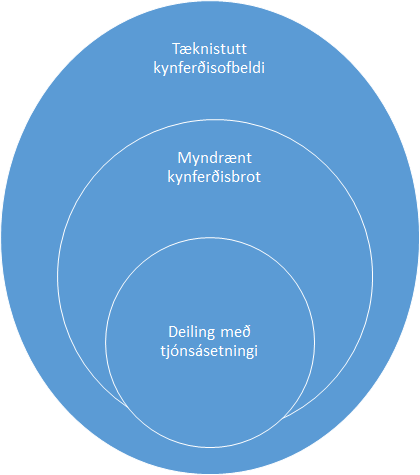 Tæknistutt
kynferðisofbeldi
Myndrænt
kynferðisbrot
Deiling með
tjónsásetningi